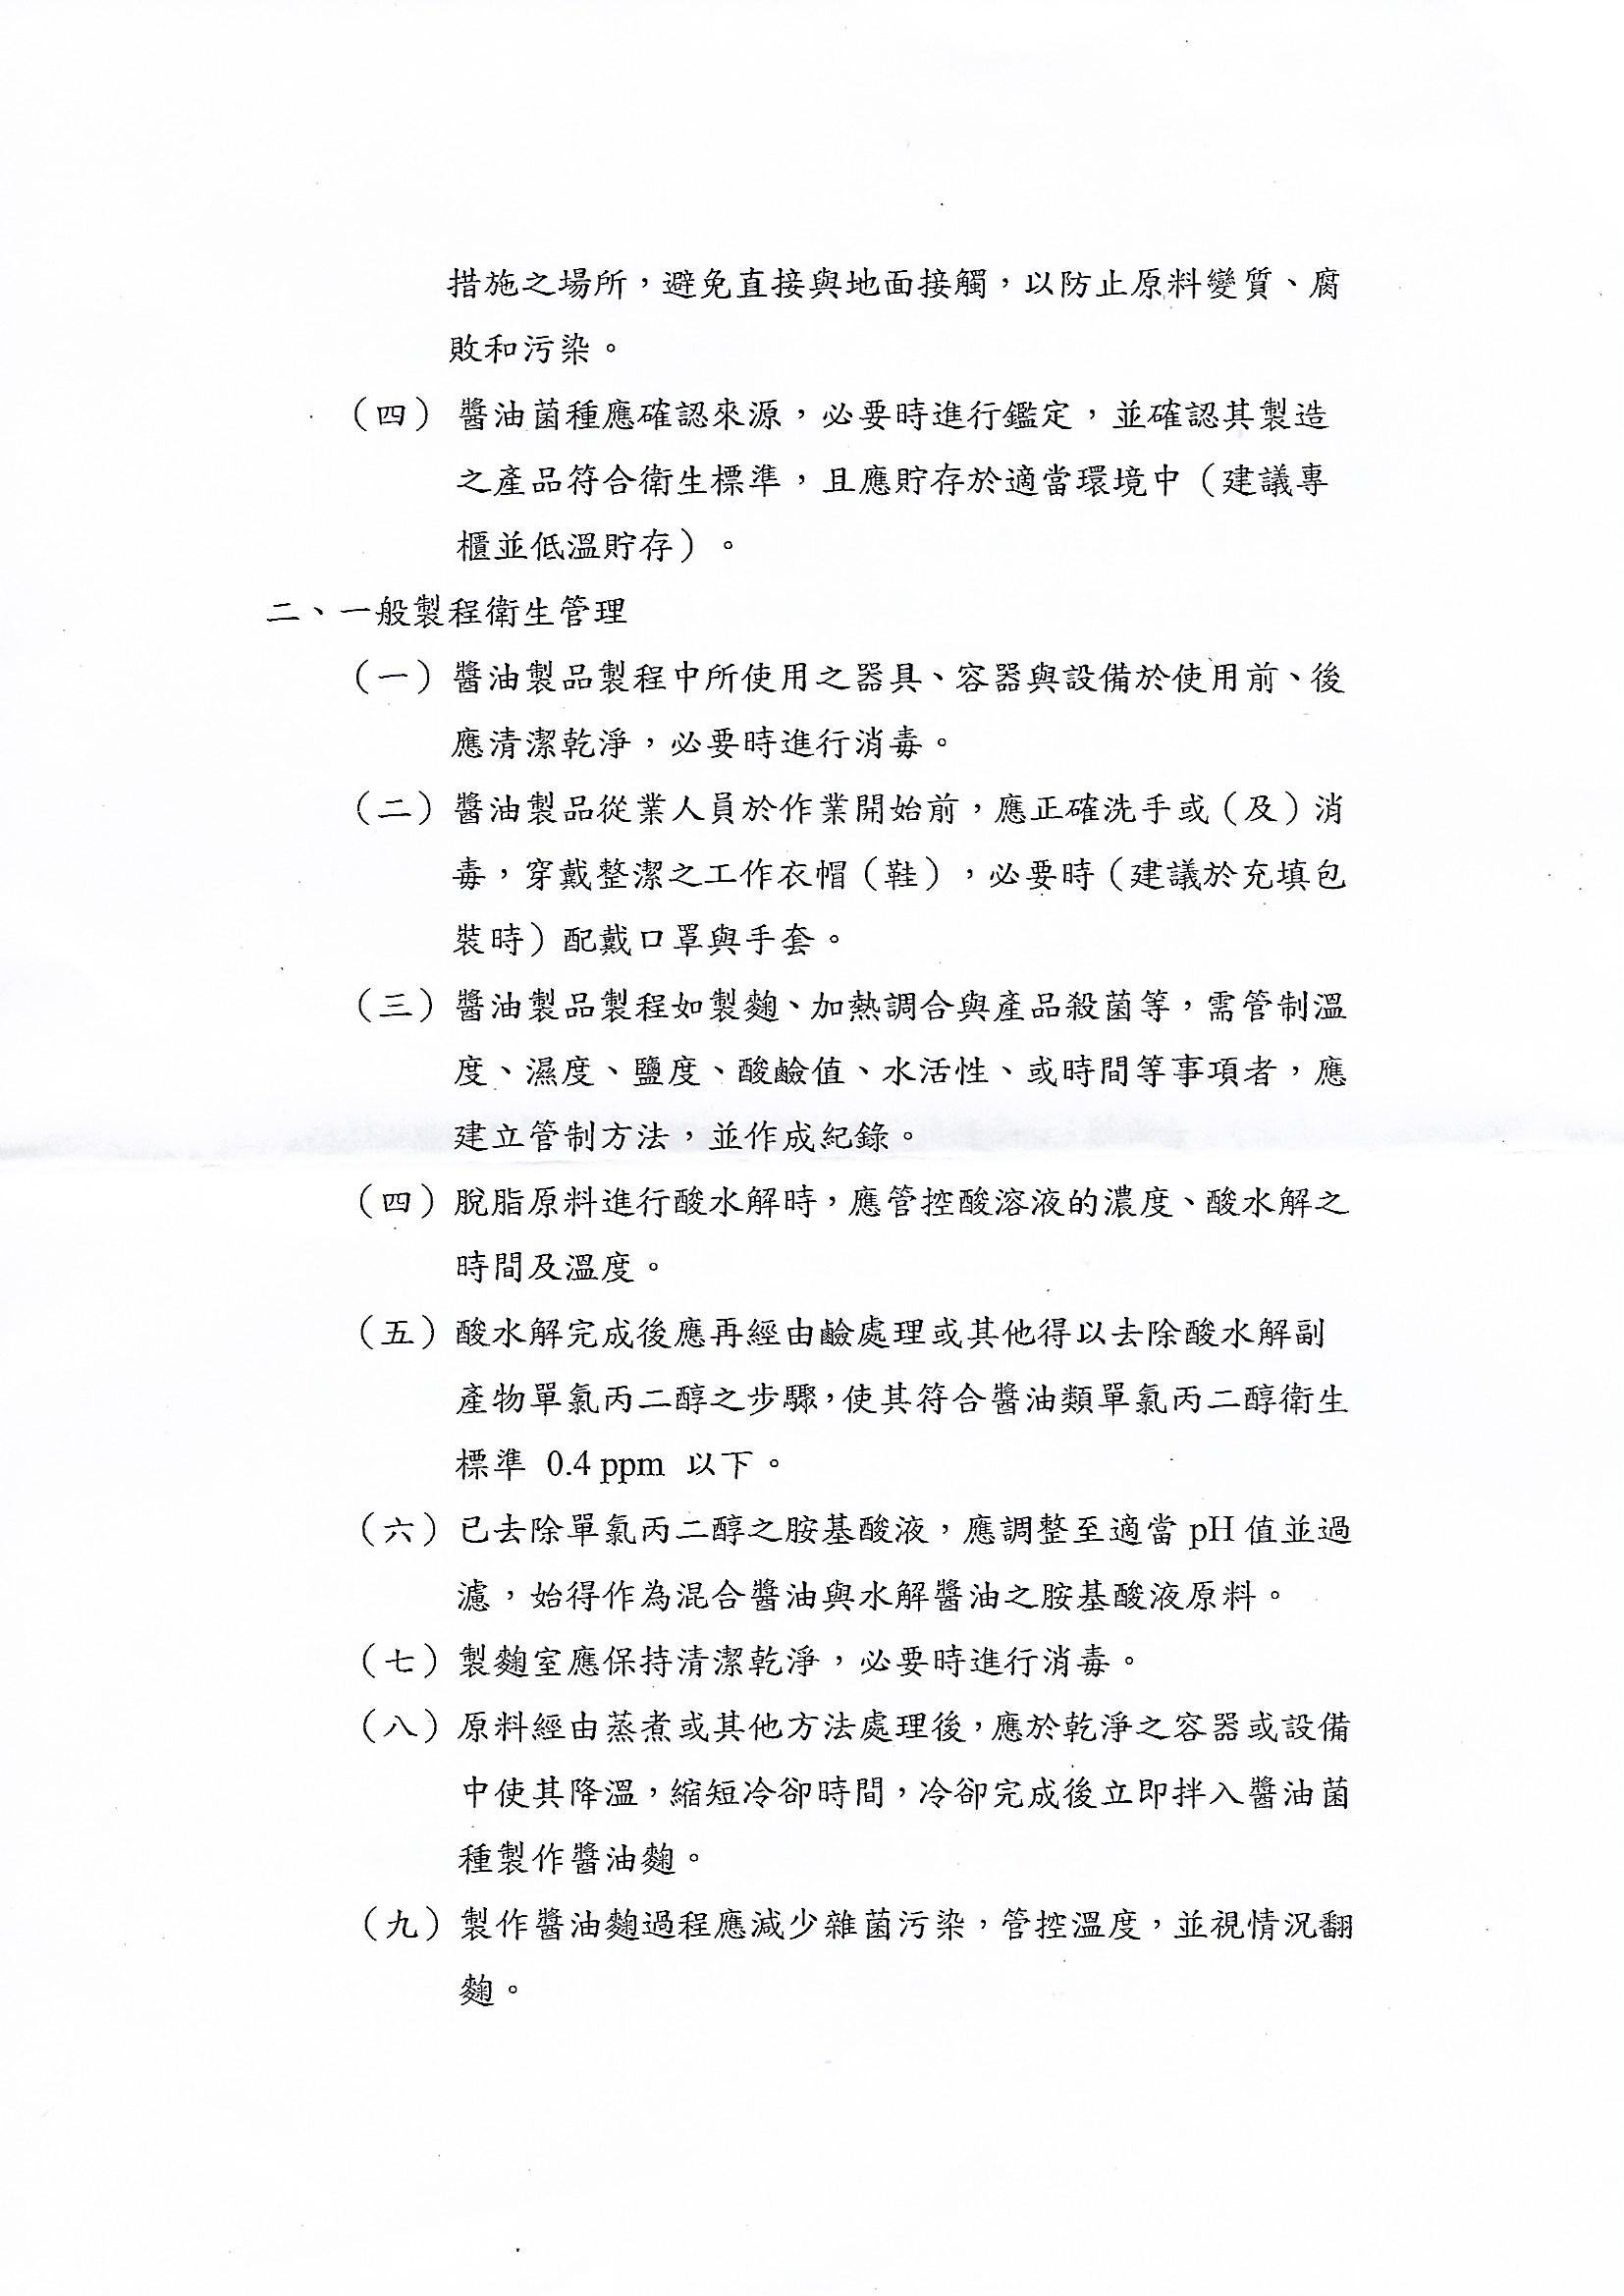 措施之場所，避免直接與地面接觸，以防止原料變質、腐
敗和污染。
（四） 醬油菌種應確認來源，必要時進行鑑定，並確認其製造
之產品符合衛生標準，且應貯存於適當環境中（建議專
櫃並低溫貯存）。
二、一般製程衛生管理
（一）醬油製品製程中所使用之器具、容器與設備於使用前、後
應清潔乾淨，必要時進行消毒。
（二）醬油製品從業人員於作業開始前，應正確洗手或（及）消
毒，穿戴整潔之工作衣帽（鞋），必要時（建議於充填包
裝時）配戴口罩與手套。
（三）醬油製品製程如製麴、加熱調合與產品殺菌等，需管制溫
度、濕度、鹽度、酸鹼值、水活性、或時間等事項者，應
建立管制方法，並作成紀錄。
（四）脫脂原料進行酸水解時，應管控酸溶液的濃度、酸水解之
時間及溫度。
（五）酸水解完成後應再經由鹼處理或其他得以去除酸水解副
產物單氯丙二醇之步驟，使其符合醬油類單氯丙二醇衛生
標準 0.4 ppm 以下。
（六）已去除單氯丙二醇之胺基酸液，應調整至適當 pH 值並過
濾，始得作為混合醬油與水解醬油之胺基酸液原料。
（七）製麴室應保持清潔乾淨，必要時進行消毒。
（八）原料經由蒸煮或其他方法處理後，應於乾淨之容器或設備
中使其降溫，縮短冷卻時間，冷卻完成後立即拌入醬油菌
種製作醬油麴。
（九）製作醬油麴過程應減少雜菌污染，管控溫度，並視情況翻
麴。